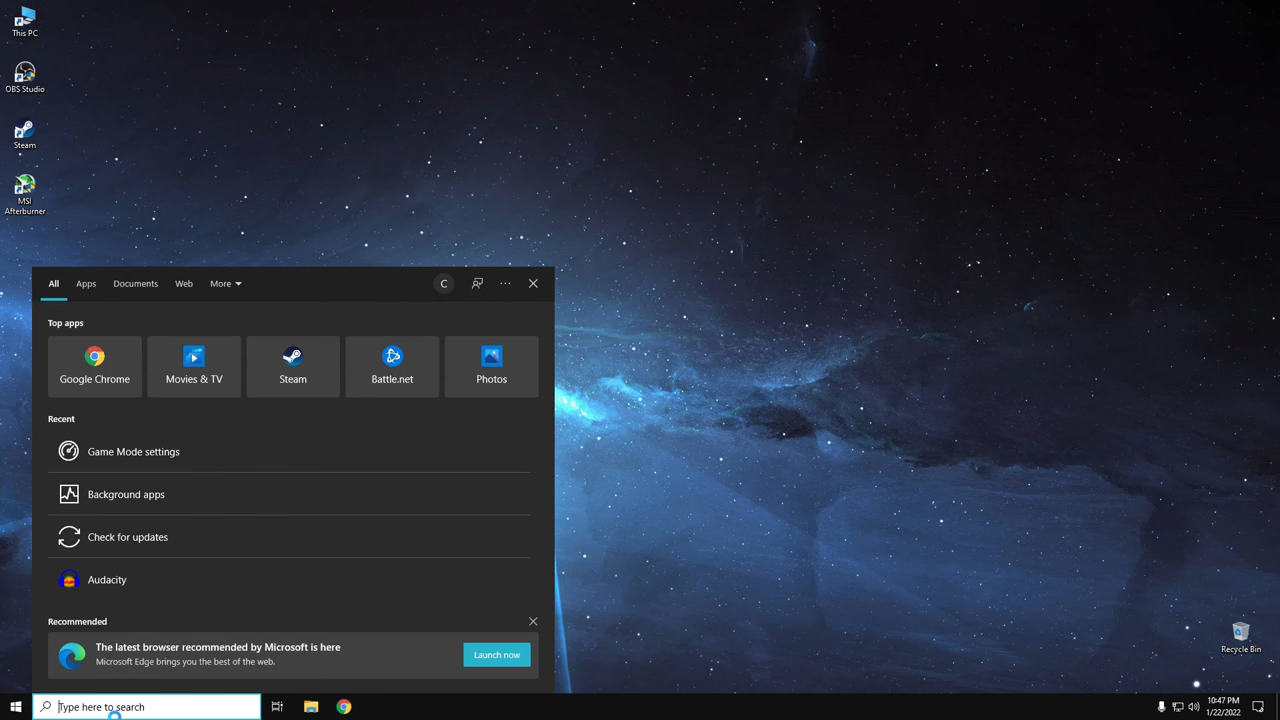 This PC
OBS Studio
Steam
MSI
Afterburner
All Apps Documents Web More C
Top apps
Google Chrome Movies & TV Steam Battle.net Photos
Recent
Game Mode settings
Background apps
Check for updates
Audacity
Recommended
The latest browser recommended by Microsoft is here
Microsoft Edge brings you the best of the web.
Launch now
Recycle Bin
Type here to search
10:47 PM
1/22/2022